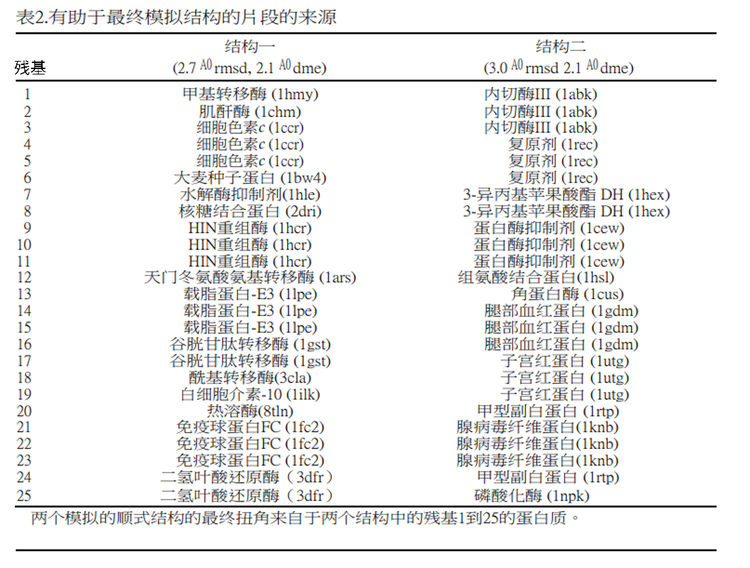 表2.有助于最终模拟结构的片段的来源
结构一 结构二
残基 (2.7 A0 rmsd, 2.1 A0 dme) (3.0 A0 rmsd 2.1 A0 dme)
1 甲基转移酶 (1hmy) 内切酶III (1abk)
2 肌酐酶 (1chm) 内切酶III (1abk)
3 细胞色素c (1ccr) 内切酶III (1abk)
4 细胞色素c (1ccr) 复原剂 (1rec)
5 细胞色素c (1ccr) 复原剂 (1rec)
6 大麦种子蛋白 (1bw4) 复原剂 (1rec)
7 水解酶抑制剂(1hle) 3-异丙基苹果酸酯 DH (1hex)
8 核糖结合蛋白 (2dri) 3-异丙基苹果酸酯 DH (1hex)
9 HIN重组酶 (1hcr) 蛋白酶抑制剂 (1cew)
10 HIN重组酶 (1hcr) 蛋白酶抑制剂 (1cew)
11 HIN重组酶 (1hcr) 蛋白酶抑制剂 (1cew)
12 天门冬氨酸氨基转移酶 (1ars) 组氨酸结合蛋白(1hsl)
13 载脂蛋白-E3 (1lpe) 角蛋白酶 (1cus)
14 载脂蛋白-E3 (1lpe) 腿部血红蛋白 (1gdm)
15 载脂蛋白-E3 (1lpe) 腿部血红蛋白 (1gdm)
16 谷胱甘肽转移酶 (1gst) 腿部血红蛋白 (1gdm)
17 谷胱甘肽转移酶 (1gst) 子宫红蛋白 (1utg)
18 酰基转移酶(3cla) 子宫红蛋白 (1utg)
19 白细胞介素-10 (1ilk) 子宫红蛋白 (1utg)
20 热溶酶(8tln) 甲型副白蛋白 (1rtp)
21 免疫球蛋白FC (1fc2) 腺病毒纤维蛋白(1knb)
22 免疫球蛋白FC (1fc2) 腺病毒纤维蛋白(1knb)
23 免疫球蛋白FC (1fc2) 腺病毒纤维蛋白(1knb)
24 二氢叶酸还原酶（3dfr） 甲型副白蛋白 (1rtp)
25 二氢叶酸还原酶（3dfr） 磷酸化酶 (1npk)
两个模拟的顺式结构的最终扭角来自于两个结构中的残基1到25的蛋白质。